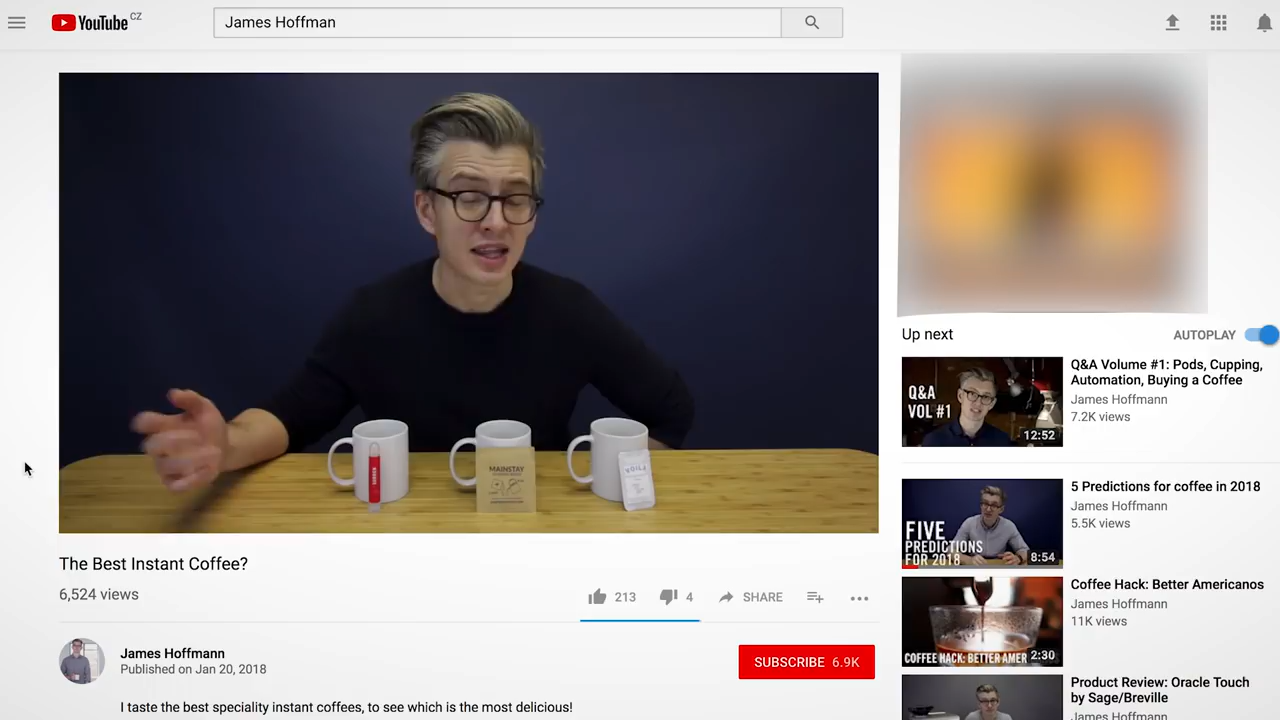 YouTube CZ
James Hoffman
MAINSTAY
VOILA
The Best Instant Coffee?
6,524 views
213
4
SHARE
James Hoffmann
Published on Jan 20, 2018
SUBSCRIBE 6.9K
I taste the best speciality instant coffees, to see which is the most delicious!
Up next
AUTOPLAY
Q&A
VOL #1
12:52
Q&A Volume #1: Pods, Cupping,
Automation, Buying a Coffee
James Hoffmann
7.2K views
FIVE
PREDICTIONS
FOR 2018
8:54
5 Predictions for coffee in 2018
James Hoffmann
5.5K views
COFFEE HACK: BETTER AMER
2:30
Coffee Hack: Better Americanos
James Hoffmann
11K views
Product Review: Oracle Touch
by Sage/Breville
James Hoffmann